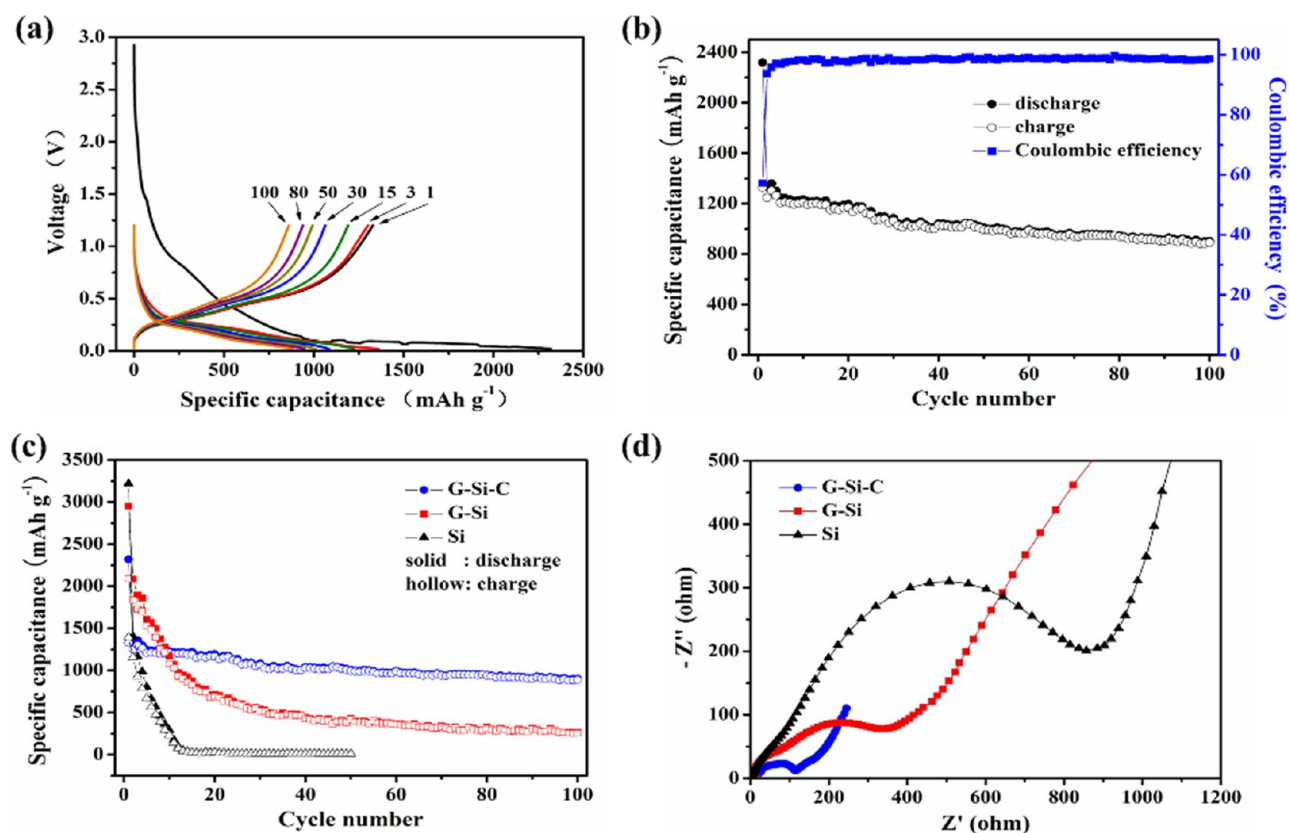 (a)
3.0
2.5
2.0
1.5
1.0
0.5
0.0
Voltage (V)
100 80 50 30 15 3 1
0 500 1000 1500 2000 2500
Specific capacitance (mAh g⁻¹)
(b)
2400
2000
1600
1200
800
400
0
Specific capacitance (mAh g⁻¹)
discharge
charge
Coulombic efficiency
100
80
60
40
20
0
Coulombic efficiency (%)
0 20 40 60 80 100
Cycle number
(c)
3500
3000
2500
2000
1500
1000
500
0
Specific capacitance (mAh g⁻¹)
G-Si-C
G-Si
Si
solid : discharge
hollow: charge
0 20 40 60 80 100
Cycle number
(d)
500
400
300
200
100
0
- Z'' (ohm)
G-Si-C
G-Si
Si
0 200 400 600 800 1000 1200
Z' (ohm)